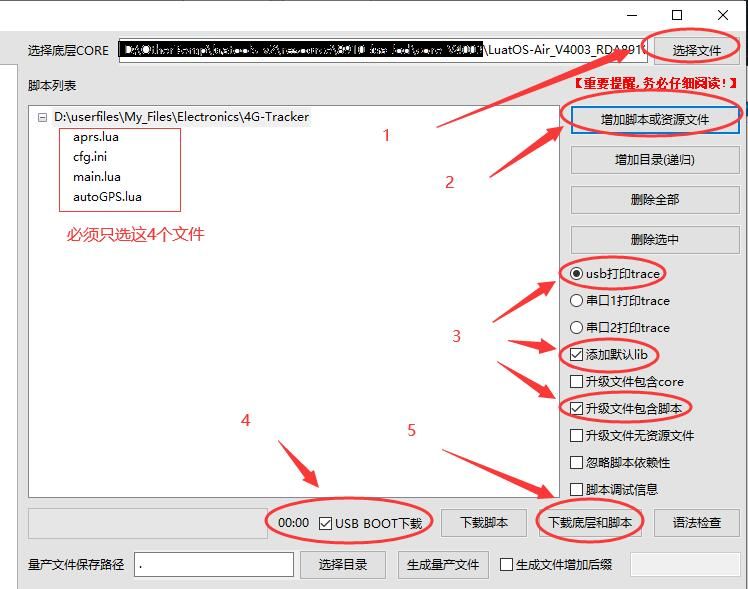 选择底层CORE
\LuatOS-Air_V4003_RDA891
选择文件
脚本列表
【重要提醒,务必仔细阅读!】
D:\userfiles\My_Files\Electronics\4G-Tracker
aprs.lua
cfg.ini
main.lua
autoGPS.lua
必须只选这4个文件
1
2
3
4
5
增加脚本或资源文件
增加目录(递归)
删除全部
删除选中
usb打印trace
串口1打印trace
串口2打印trace
添加默认lib
升级文件包含core
升级文件包含脚本
升级文件无资源文件
忽略脚本依赖性
脚本调试信息
00:00 USB BOOT下载 下载脚本 下载底层和脚本 语法检查
量产文件保存路径 . 选择目录 生成量产文件 生成文件增加后缀